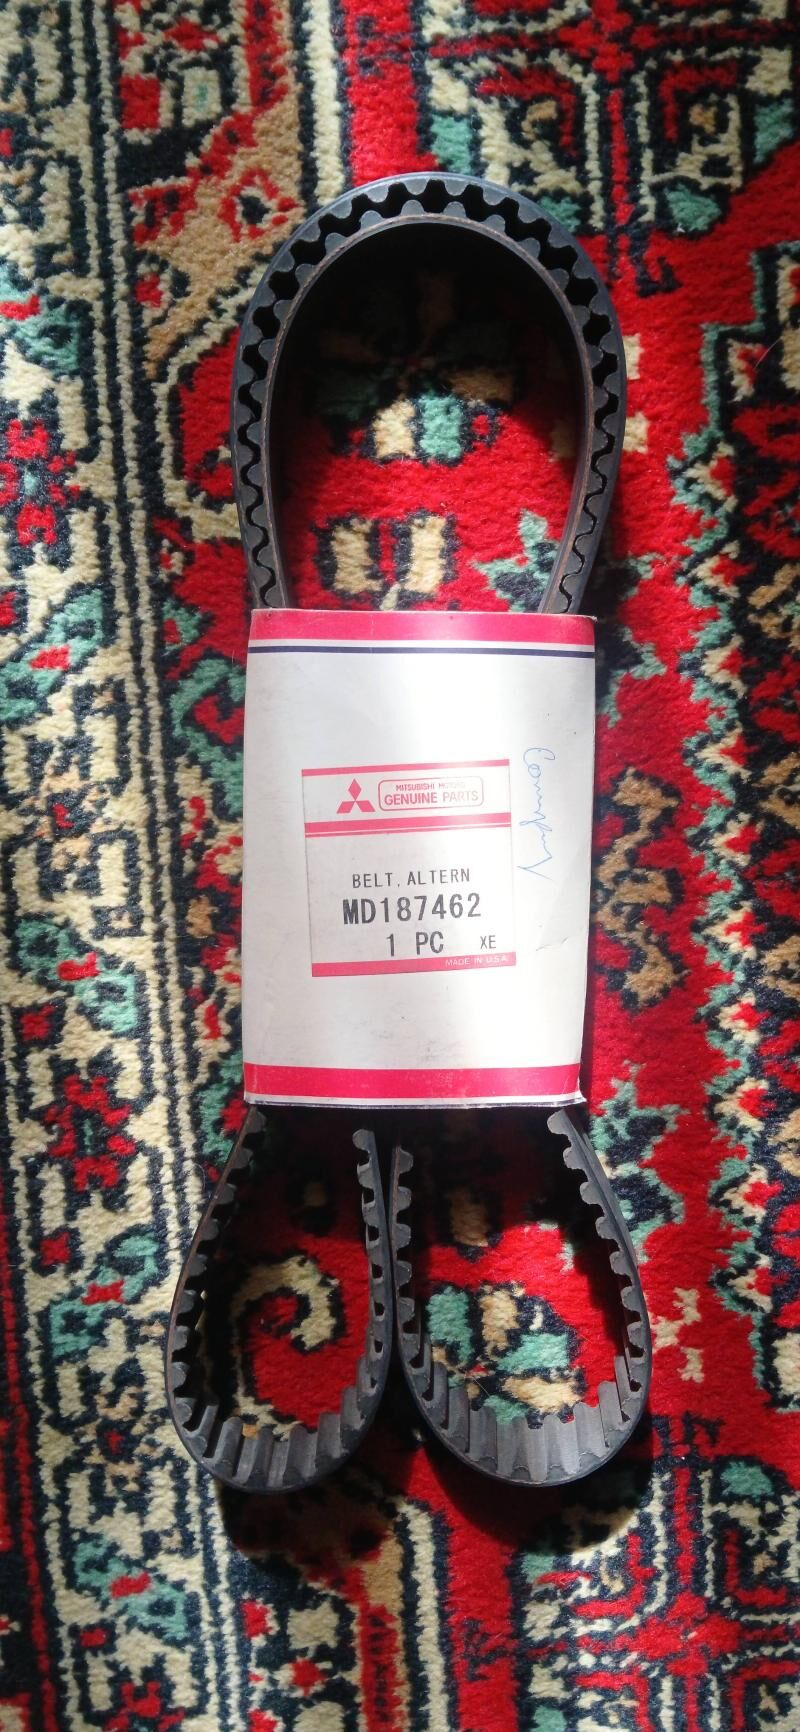 MITSUBISHI MOTORS
GENUINE PARTS
BELT, ALTERN
MD187462
1 PC XE
MADE IN U.S.A.